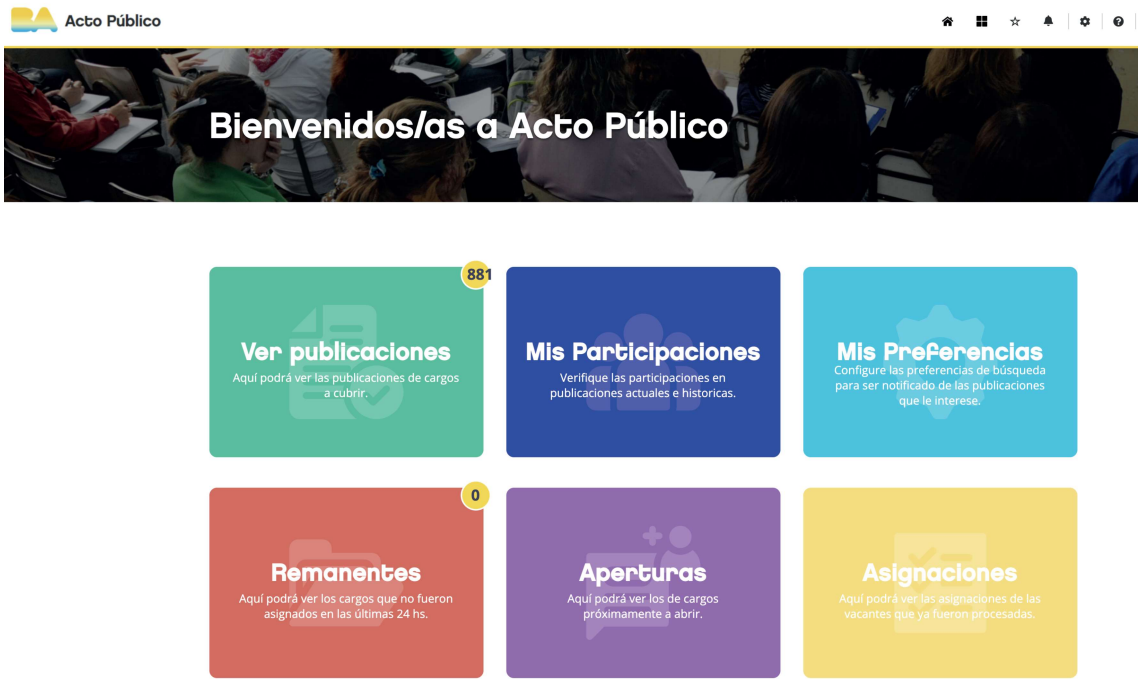 BA Acto Público
Bienvenidos/as a Acto Público
881
Ver publicaciones
Aquí podrá ver las publicaciones de cargos
a cubrir.
Mis Participaciones
Verifique las participaciones en
publicaciones actuales e historicas.
Mis Preferencias
Configure las preferencias de búsqueda
para ser notificado de las publicaciones
que le interese.
0
Remanentes
Aquí podrá ver los cargos que no fueron
asignados en las últimas 24 hs.
Aperturas
Aquí podrá ver los de cargos
próximamente a abrir.
Asignaciones
Aquí podrá ver las asignaciones de las
vacantes que ya fueron procesadas.